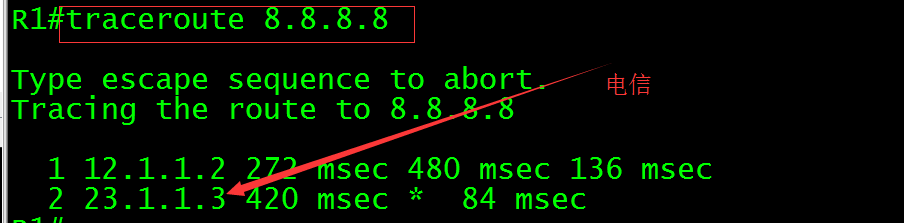 R1#traceroute 8.8.8.8
Type escape sequence to abort.
电信
Tracing the route to 8.8.8.8
1 12.1.1.2 272 msec 480 msec 136 msec
2 23.1.1.3 420 msec * 84 msec
R1#